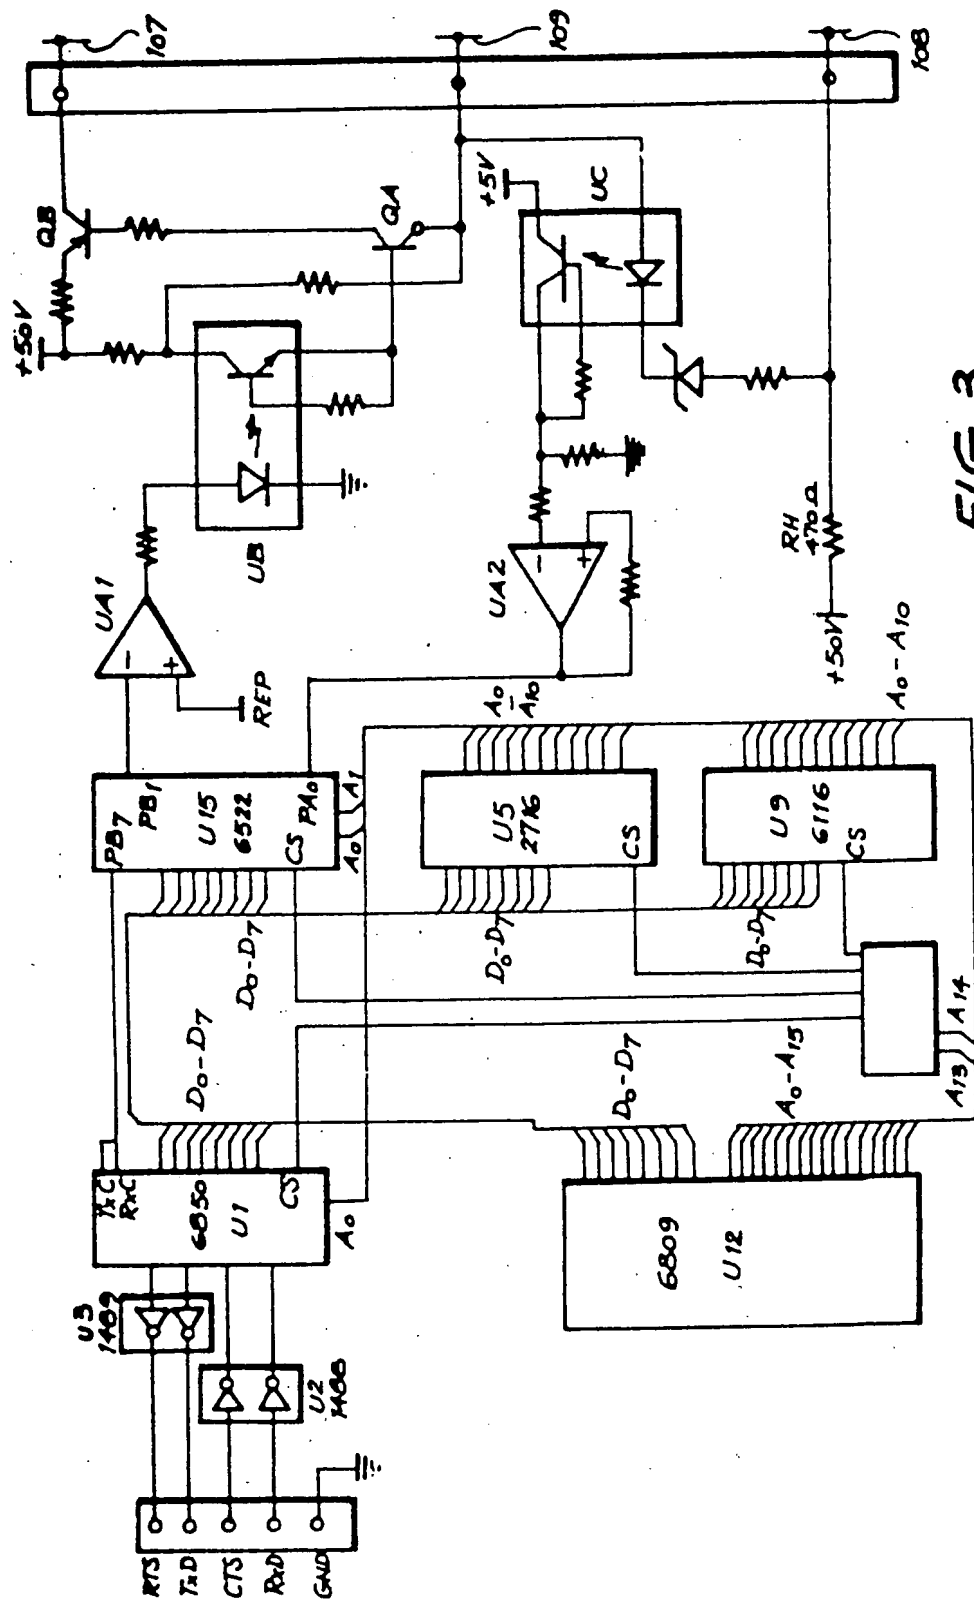 RTS
TxD
CTS
RxD
GND
U3
1489
U2
1488
TxC
RxC
6850
U1
CS
A0
D0-D7
D0-D7
PB7
PB1
U15
6522
CS
PA0
A0
A1
UA1
REP
UB
+50V
QB
QA
107
109
108
+5V
UC
UA2
A0-A10
U5
2716
CS
D0-D7
U9
6116
CS
D0-D7
A0-A10
+50V
RH
470Ω
6809
U12
D0-D7
A0-A15
A13
A14